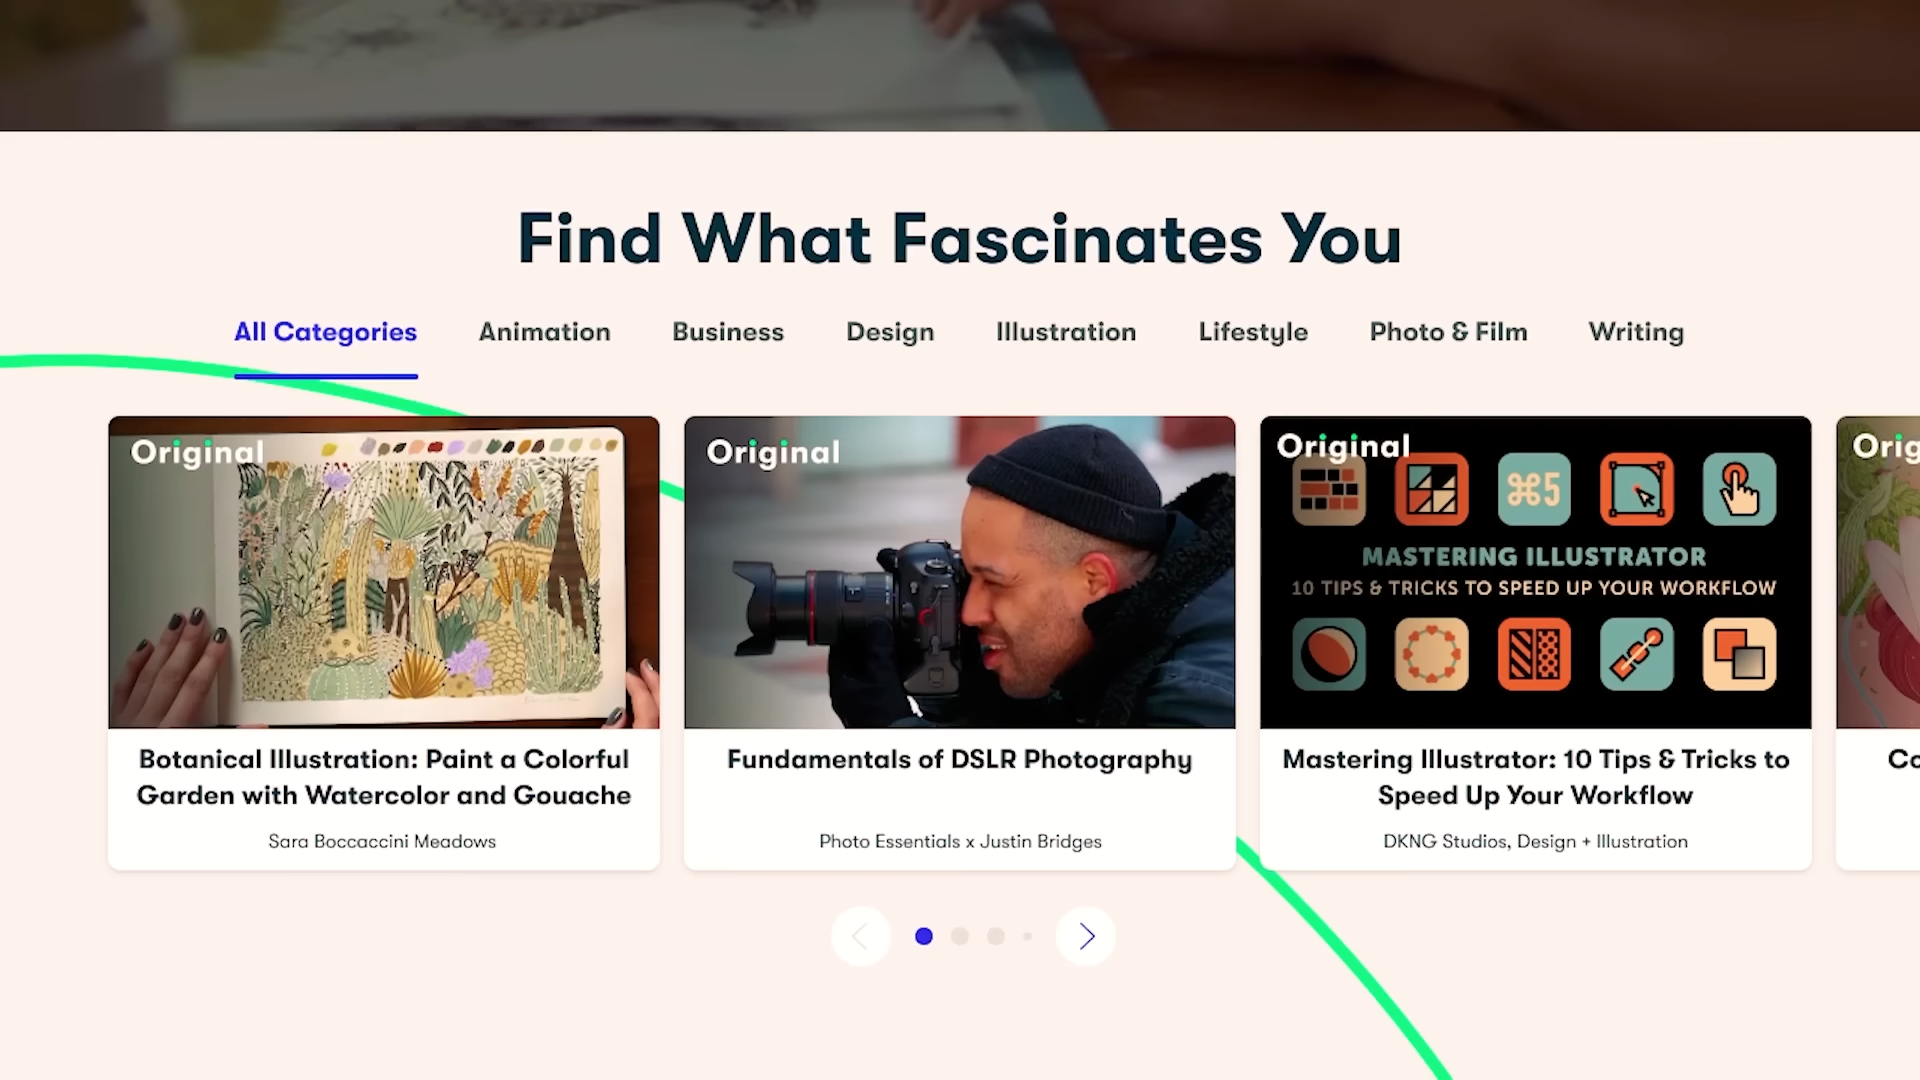 Find What Fascinates You
All Categories Animation Business Design Illustration Lifestyle Photo & Film Writing
Original
Original
Original
⌘5
MASTERING ILLUSTRATOR
10 TIPS & TRICKS TO SPEED UP YOUR WORKFLOW
Orig
Botanical Illustration: Paint a Colorful
Garden with Watercolor and Gouache
Sara Boccaccini Meadows
Fundamentals of DSLR Photography
Photo Essentials x Justin Bridges
Mastering Illustrator: 10 Tips & Tricks to
Speed Up Your Workflow
DKNG Studios, Design + Illustration
Co